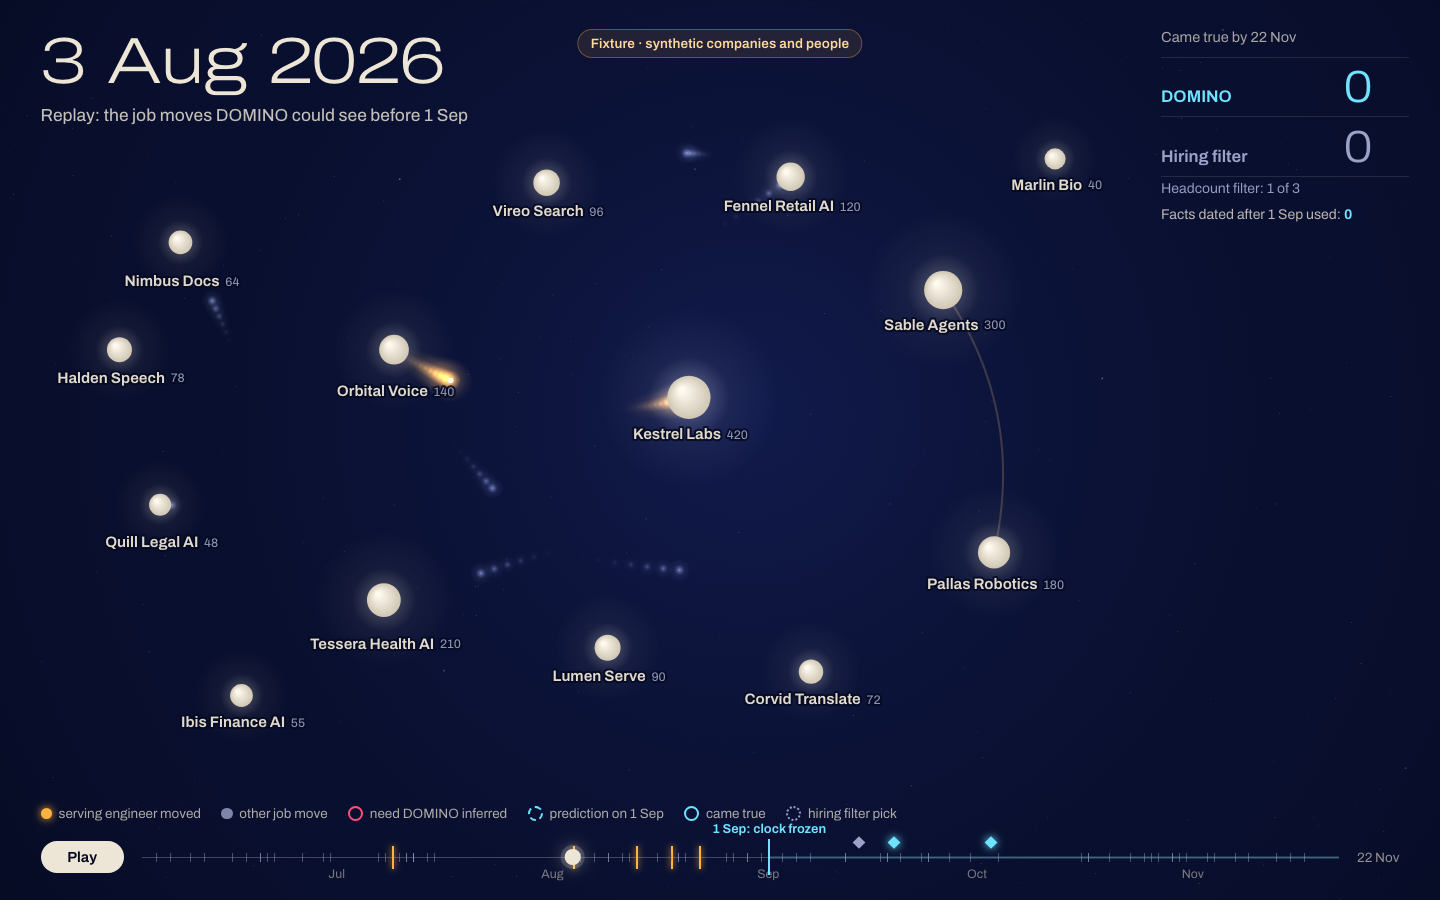 3 Aug 2026
Replay: the job moves DOMINO could see before 1 Sep
Fixture · synthetic companies and people
Came true by 22 Nov
DOMINO 0
Hiring filter 0
Headcount filter: 1 of 3
Facts dated after 1 Sep used: 0
Marlin Bio 40
Vireo Search 96
Fennel Retail AI 120
Nimbus Docs 64
Sable Agents 300
Halden Speech 78
Orbital Voice 140
Kestrel Labs 420
Quill Legal AI 48
Pallas Robotics 180
Tessera Health AI 210
Lumen Serve 90
Corvid Translate 72
Ibis Finance AI 55
serving engineer moved
other job move
need DOMINO inferred
prediction on 1 Sep
came true
hiring filter pick
1 Sep: clock frozen
Play
22 Nov
Jul
Aug
Sep
Oct
Nov